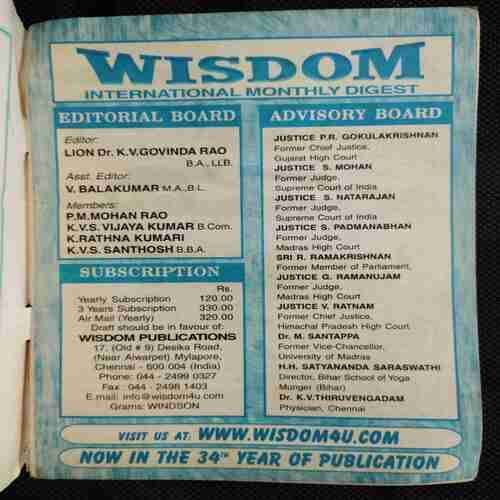 WISDOM
INTERNATIONAL MONTHLY DIGEST
EDITORIAL BOARD
Editor:
LION Dr. K.V.GOVINDA RAO
B.A., LLB.
Asst. Editor:
V. BALAKUMAR M.A.,B.L.
Members:
P.M.MOHAN RAO
K.V.S. VIJAYA KUMAR B.Com.
K.RATHNA KUMARI
K.V.S. SANTHOSH B.B.A.
SUBSCRIPTION
Rs.
Yearly Subscription 120.00
3 Years Subscription 330.00
Air Mail (Yearly) 320.00
Draft should be in favour of:
WISDOM PUBLICATIONS
17, (Old # 9) Desika Road,
(Near Alwarpet) Mylapore,
Chennai - 600 004 (India)
Phone: 044 - 2499 0327
Fax : 044 - 2498 1403
E.mail: info@wisdom4u.com
Grams: WINDSON
ADVISORY BOARD
JUSTICE P.R. GOKULAKRISHNAN
Former Chief Justice,
Gujarat High Court
JUSTICE S. MOHAN
Former Judge,
Supreme Court of India
JUSTICE S. NATARAJAN
Former Judge,
Supreme Court of India
JUSTICE S. PADMANABHAN
Former Judge,
Madras High Court
SRI R. RAMAKRISHNAN
Former Member of Parliament,
JUSTICE G. RAMANUJAM
Former Judge,
Madras High Court
JUSTICE V. RATNAM
Former Chief Justice,
Himachal Pradesh High Court
Dr. M. SANTAPPA
Former Vice-Chancellor,
University of Madras
H.H. SATYANANDA SARASWATHI
Director, Bihar School of Yoga
Munger (Bihar)
Dr. K.V.THIRUVENGADAM
Physician, Chennai
VISIT US AT: WWW.WISDOM4U.COM
NOW IN THE 34TH YEAR OF PUBLICATION